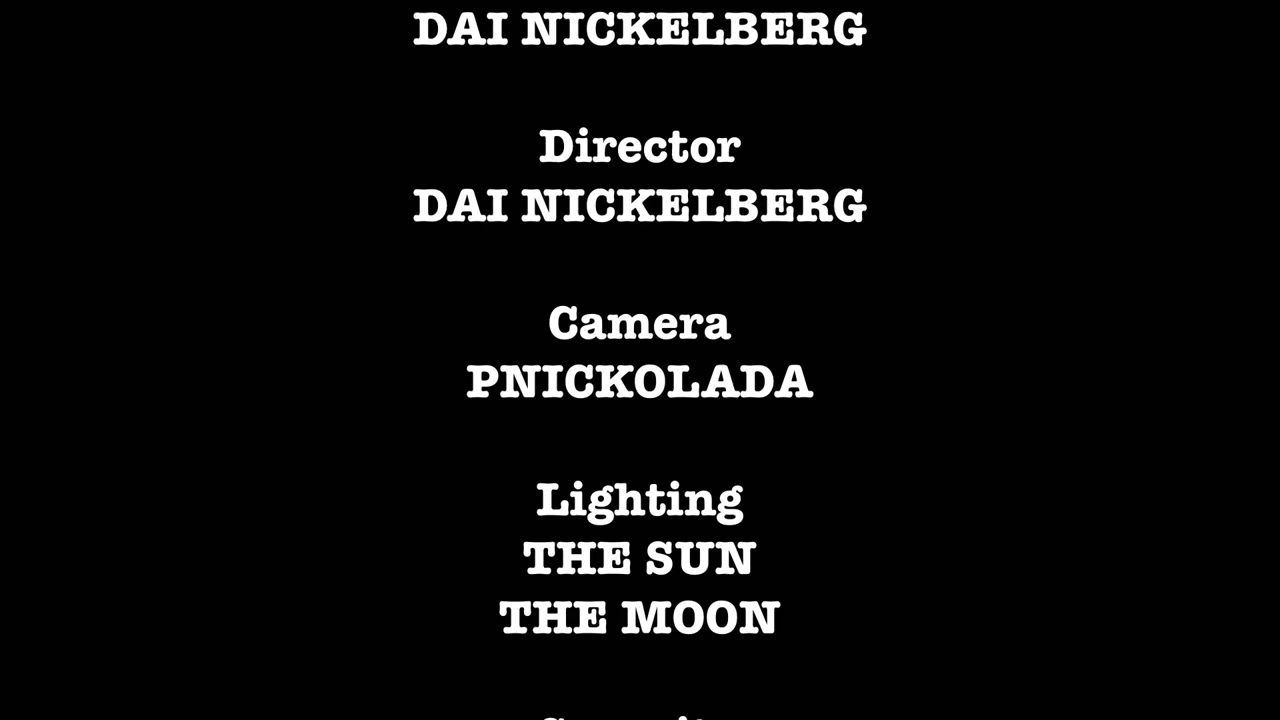 DAI NICKELBERG
Director
DAI NICKELBERG
Camera
PNICKOLADA
Lighting
THE SUN
THE MOON